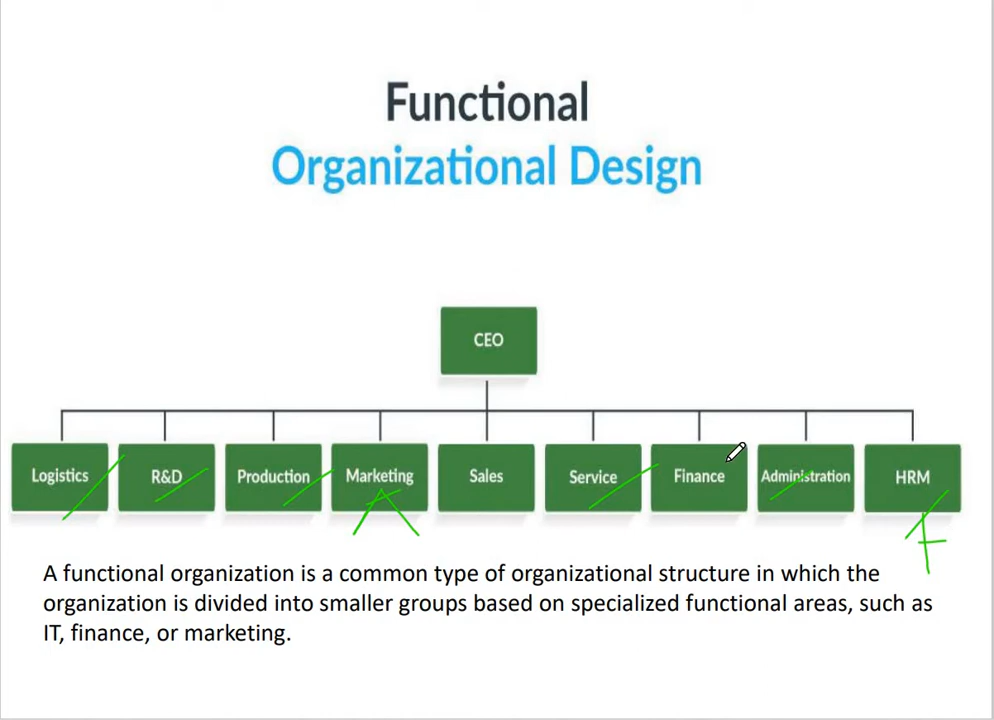 Functional
Organizational Design
CEO
Logistics
R&D
Production
Marketing
Sales
Service
Finance
Administration
HRM
A functional organization is a common type of organizational structure in which the
organization is divided into smaller groups based on specialized functional areas, such as
IT, finance, or marketing.